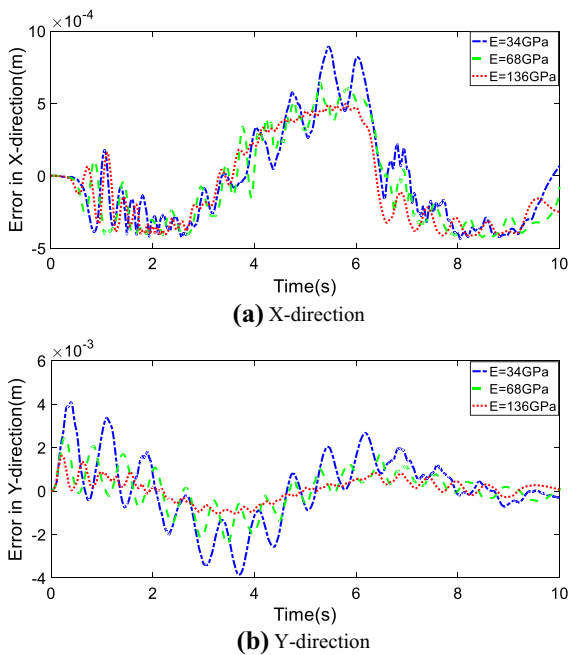 ×10⁻⁴
10
5
0
-5
Error in X-direction(m)
E=34GPa
E=68GPa
E=136GPa
0 2 4 6 8 10
Time(s)
(a) X-direction
×10⁻³
6
4
2
0
-2
-4
Error in Y-direction(m)
E=34GPa
E=68GPa
E=136GPa
0 2 4 6 8 10
Time(s)
(b) Y-direction